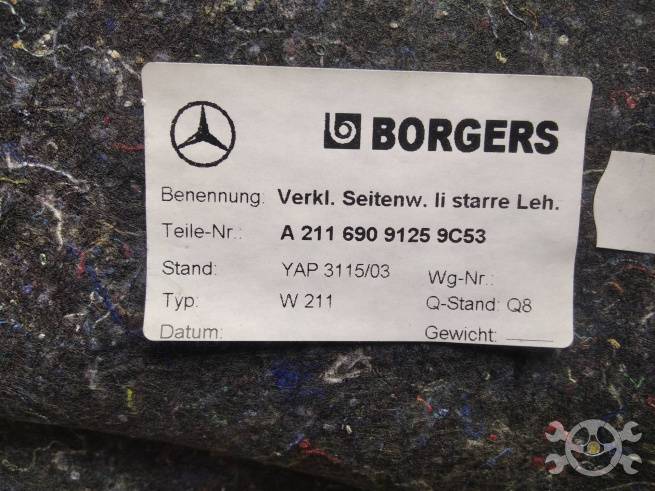 BORGERS
Benennung: Verkl. Seitenw. li starre Leh.
Teile-Nr.: A 211 690 9125 9C53
Stand: YAP 3115/03 Wg-Nr.:
Typ: W 211 Q-Stand: Q8
Datum: Gewicht: ____